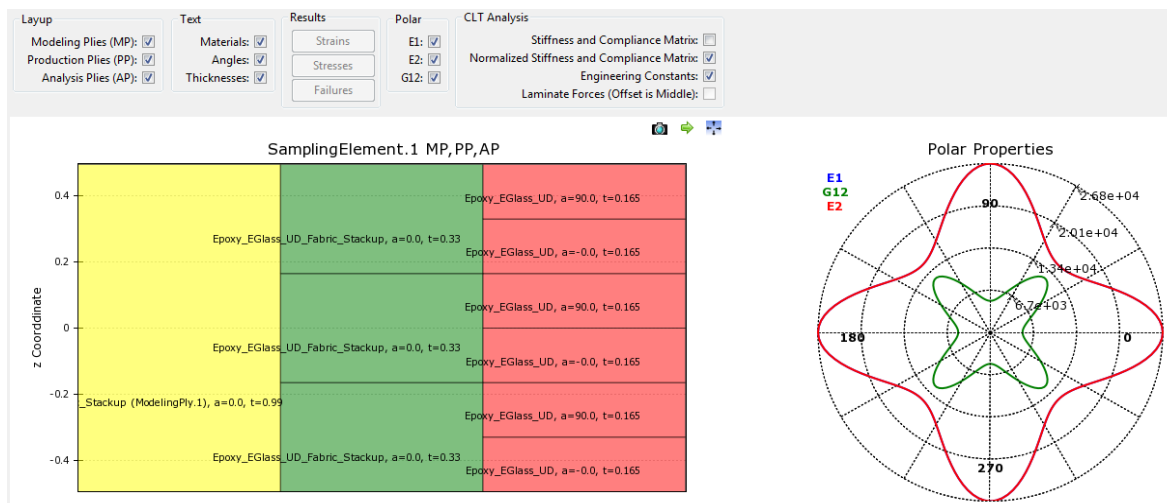 Layup
Modeling Plies (MP):
Production Plies (PP):
Analysis Plies (AP):
Text
Materials:
Angles:
Thicknesses:
Results
Strains
Stresses
Failures
Polar
E1:
E2:
G12:
CLT Analysis
Stiffness and Compliance Matrix:
Normalized Stiffness and Compliance Matrix:
Engineering Constants:
Laminate Forces (Offset is Middle):
SamplingElement.1 MP,PP,AP
z Coorddinate
0.4
0.2
0
-0.2
-0.4
_Stackup (ModelingPly.1), a=0.0, t=0.99
Epoxy_EGlass_UD_Fabric_Stackup, a=0.0, t=0.33
Epoxy_EGlass_UD_Fabric_Stackup, a=0.0, t=0.33
Epoxy_EGlass_UD_Fabric_Stackup, a=0.0, t=0.33
Epoxy_EGlass_UD, a=90.0, t=0.165
Epoxy_EGlass_UD, a=-0.0, t=0.165
Epoxy_EGlass_UD, a=90.0, t=0.165
Epoxy_EGlass_UD, a=-0.0, t=0.165
Epoxy_EGlass_UD, a=90.0, t=0.165
Epoxy_EGlass_UD, a=-0.0, t=0.165
Polar Properties
E1
G12
E2
90
2.68e+04
2.01e+04
1.34e+04
6.7e+03
180
0
270